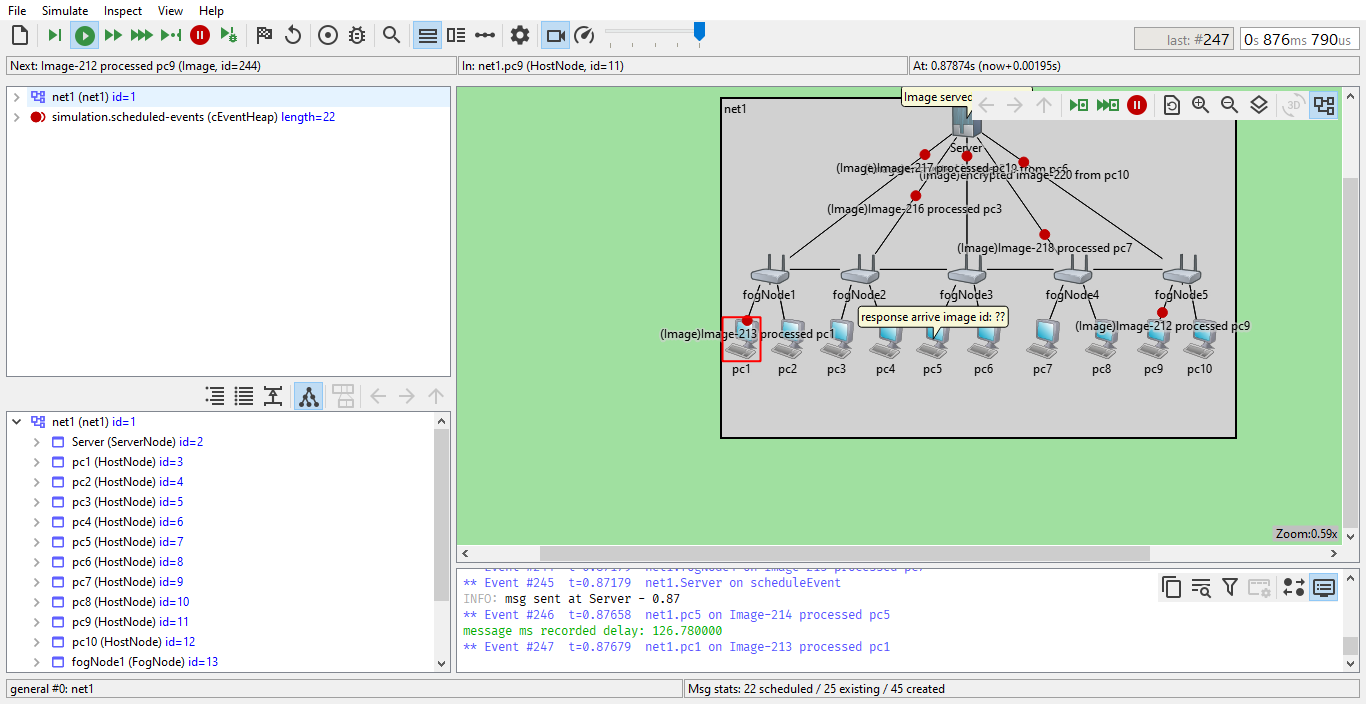 File Simulate Inspect View Help
last: #247 0s 876ms 790us
Next: Image-212 processed pc9 (Image, id=244) In: net1.pc9 (HostNode, id=11) At: 0.87874s (now+0.00195s)
net1 (net1) id=1
simulation.scheduled-events (cEventHeap) length=22
net1 (net1) id=1
Server (ServerNode) id=2
pc1 (HostNode) id=3
pc2 (HostNode) id=4
pc3 (HostNode) id=5
pc4 (HostNode) id=6
pc5 (HostNode) id=7
pc6 (HostNode) id=8
pc7 (HostNode) id=9
pc8 (HostNode) id=10
pc9 (HostNode) id=11
pc10 (HostNode) id=12
fogNode1 (FogNode) id=13
net1
Image served
3D
Server
(Image)Image-217 processed pc1 from pc6
(Image)encrypted image-220 from pc10
(Image)Image-216 processed pc3
(Image)Image-218 processed pc7
fogNode1 fogNode2 fogNode3 fogNode4 fogNode5
response arrive image id: ??
(Image)Image-212 processed pc9
(Image)Image-213 processed pc1
pc1 pc2 pc3 pc4 pc5 pc6 pc7 pc8 pc9 pc10
Zoom:0.59x
** Event #245 t=0.87179 net1.Server on scheduleEvent
INFO: msg sent at Server - 0.87
** Event #246 t=0.87658 net1.pc5 on Image-214 processed pc5
message ms recorded delay: 126.780000
** Event #247 t=0.87679 net1.pc1 on Image-213 processed pc1
general #0: net1 Msg stats: 22 scheduled / 25 existing / 45 created